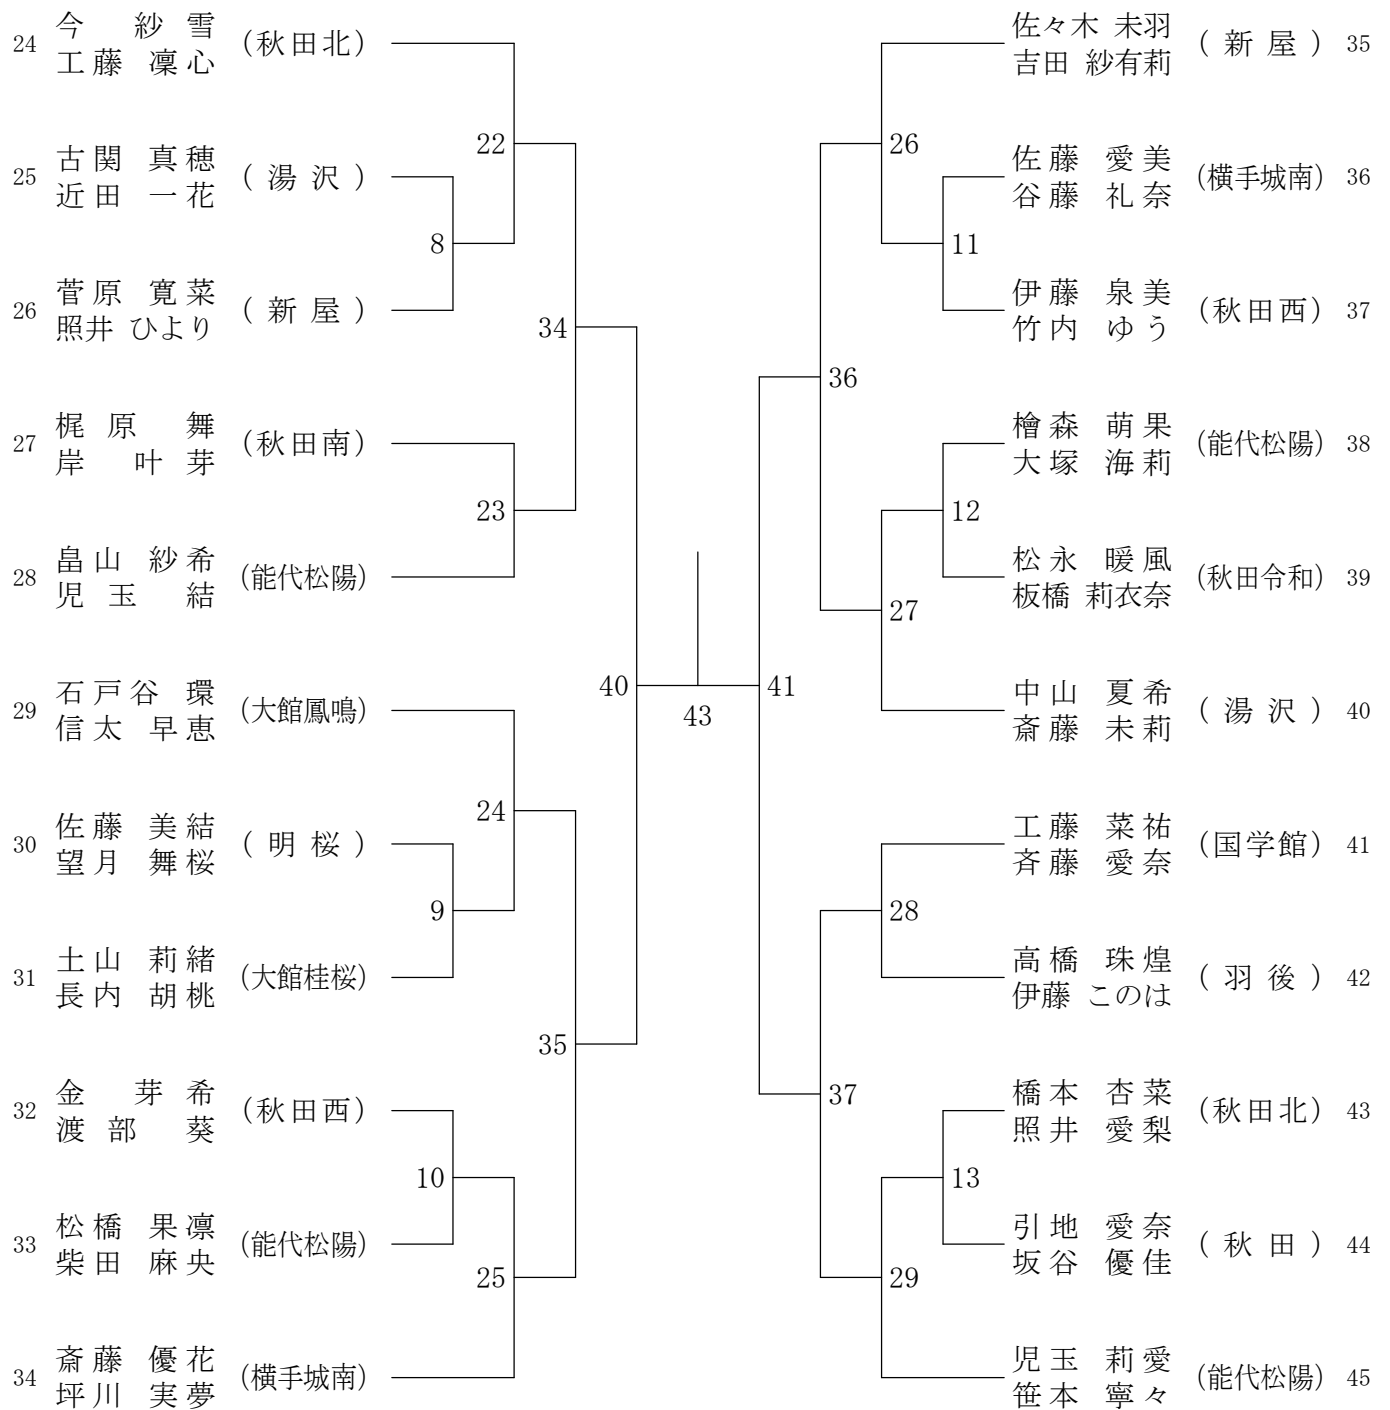 24 今 紗雪 (秋田北)
工藤 凜心
25 古関 真穂 (湯沢)
近田 一花
26 菅原 寛菜 (新屋)
照井 ひより
27 梶原 舞 (秋田南)
岸 叶芽
28 畠山 紗希 (能代松陽)
児玉 結
29 石戸谷 環 (大館鳳鳴)
信太 早恵
30 佐藤 美結 (明桜)
望月 舞桜
31 土山 莉緒 (大館桂桜)
長内 胡桃
32 金 芽希 (秋田西)
渡部 葵
33 松橋 果凛 (能代松陽)
柴田 麻央
34 斎藤 優花 (横手城南)
坪川 実夢
22
8
34
23
40
24
9
35
10
25
43
佐々木 未羽 (新屋) 35
吉田 紗有莉
佐藤 愛美 (横手城南) 36
谷藤 礼奈
伊藤 泉美 (秋田西) 37
竹内 ゆう
檜森 萌果 (能代松陽) 38
大塚 海莉
松永 暖風 (秋田令和) 39
板橋 莉衣奈
中山 夏希 (湯沢) 40
斎藤 未莉
工藤 菜祐 (国学館) 41
斉藤 愛奈
高橋 珠煌 (羽後) 42
伊藤 このは
橋本 杏菜 (秋田北) 43
照井 愛梨
引地 愛奈 (秋田) 44
坂谷 優佳
児玉 莉愛 (能代松陽) 45
笹本 寧々
26
11
36
12
27
41
28
37
13
29